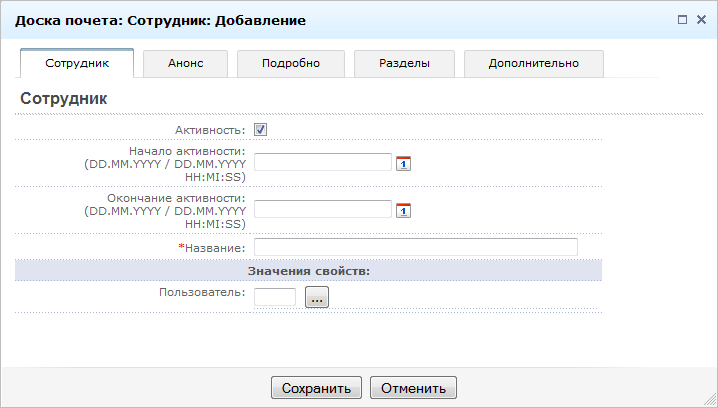 Доска почета: Сотрудник: Добавление
Сотрудник Анонс Подробно Разделы Дополнительно
Сотрудник
Активность:
Начало активности:
(DD.MM.YYYY / DD.MM.YYYY
HH:MI:SS)
1
Окончание активности:
(DD.MM.YYYY / DD.MM.YYYY
HH:MI:SS)
1
*Название:
Значения свойств:
Пользователь: ...
Сохранить Отменить